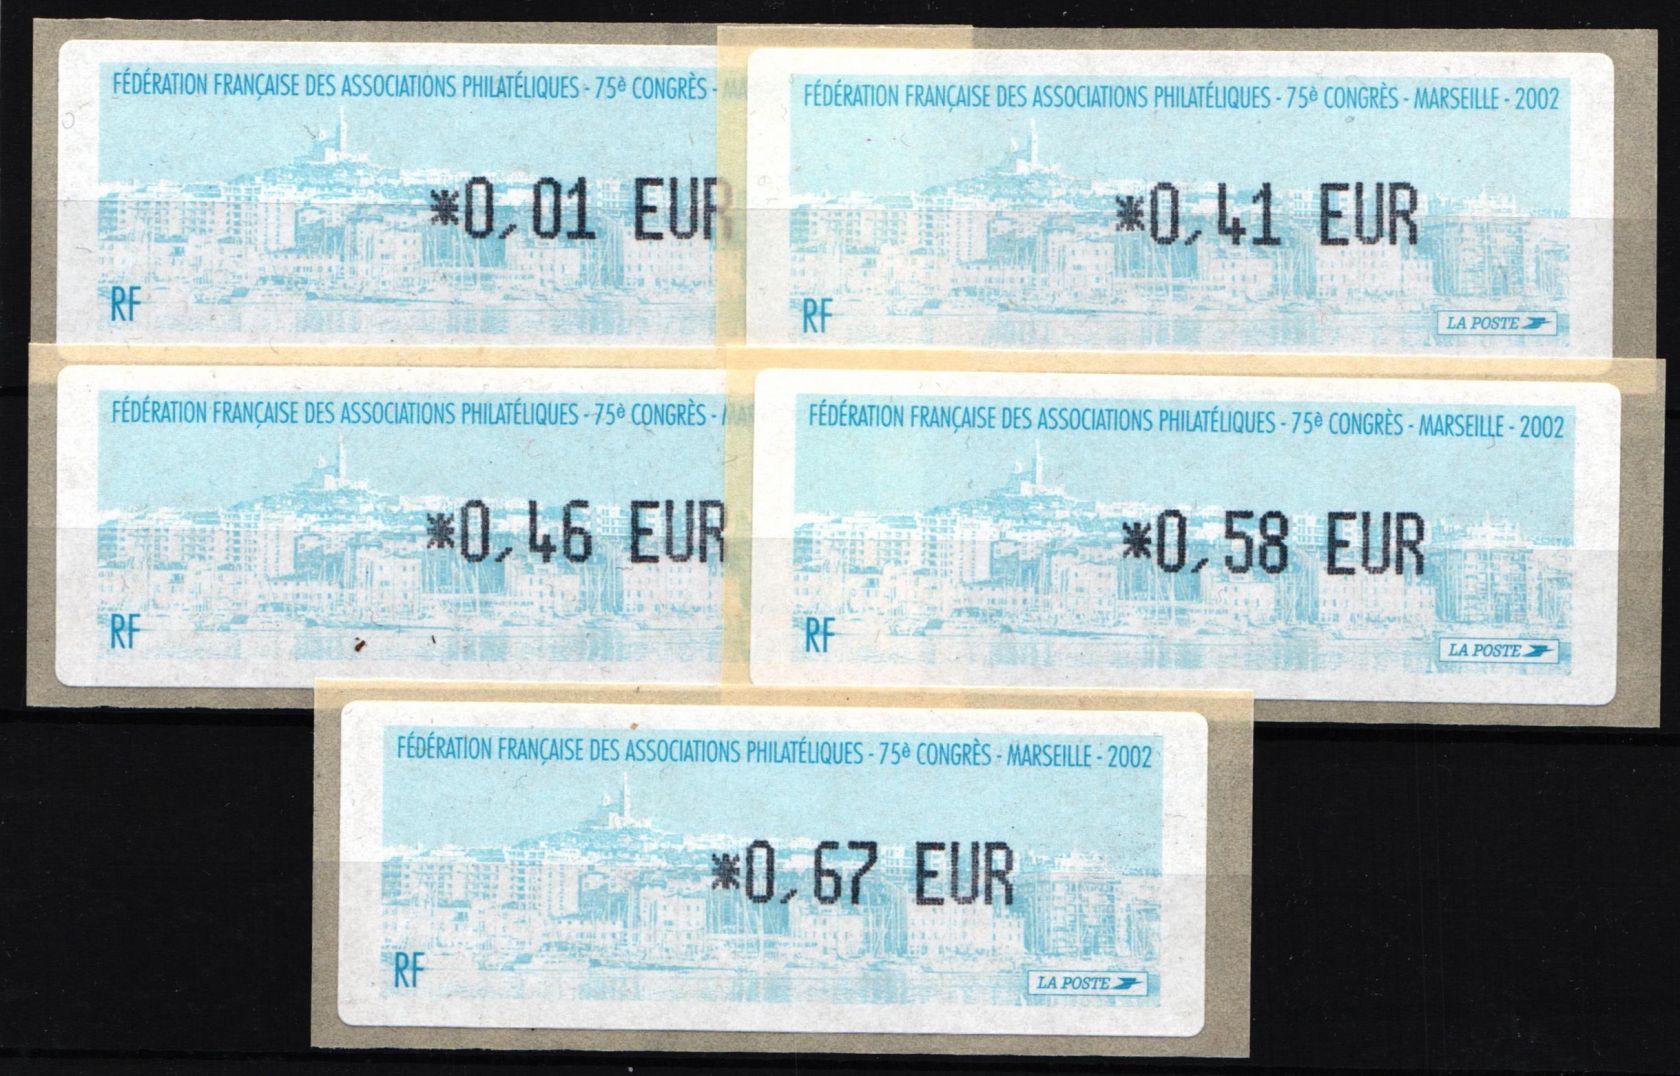 FÉDÉRATION FRANÇAISE DES ASSOCIATIONS PHILATÉLIQUES - 75è CONGRÈS -
*0,01 EUR
RF
FÉDÉRATION FRANÇAISE DES ASSOCIATIONS PHILATÉLIQUES - 75è CONGRÈS - MARSEILLE - 2002
*0,41 EUR
RF
LA POSTE
FÉDÉRATION FRANÇAISE DES ASSOCIATIONS PHILATÉLIQUES - 75è CONGRÈS -
*0,46 EUR
RF
FÉDÉRATION FRANÇAISE DES ASSOCIATIONS PHILATÉLIQUES - 75è CONGRÈS - MARSEILLE - 2002
*0,58 EUR
RF
LA POSTE
FÉDÉRATION FRANÇAISE DES ASSOCIATIONS PHILATÉLIQUES - 75è CONGRÈS - MARSEILLE - 2002
*0,67 EUR
RF
LA POSTE